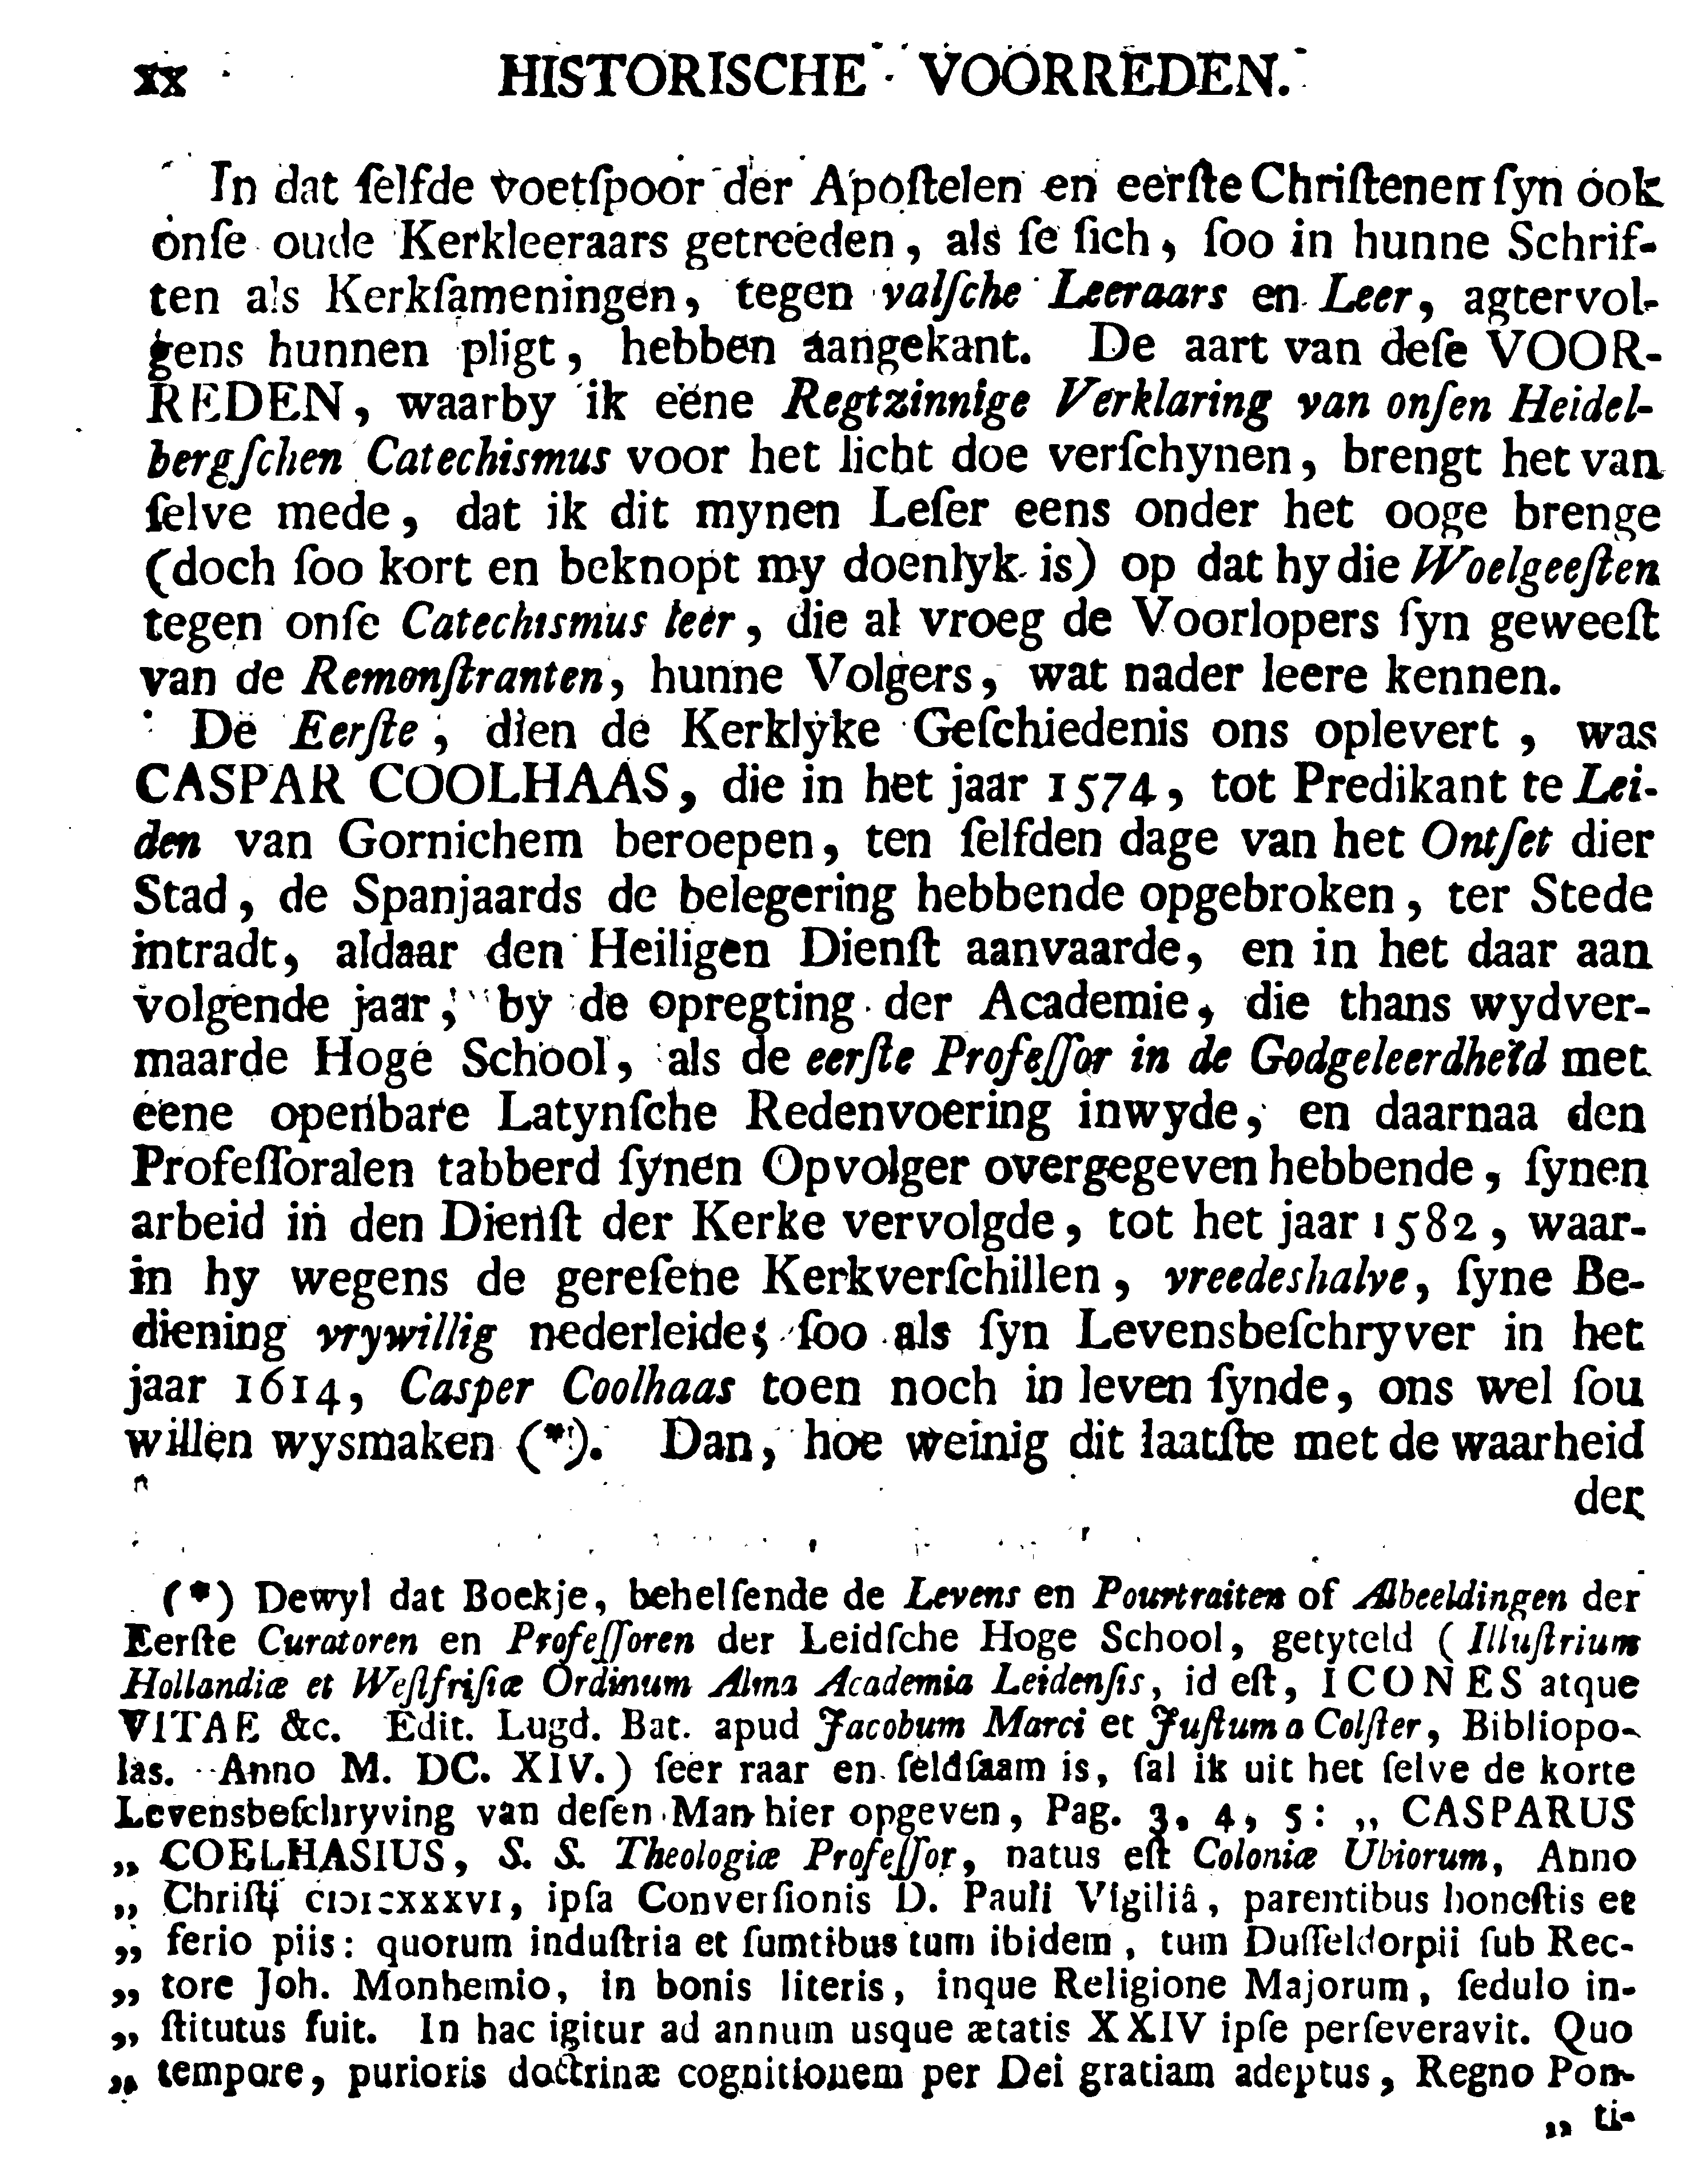 xx HISTORISCHE VOORREDEN.
In dat ſelfde voetſpoor der Apoſtelen en eerſte Chriſtenen ſyn ook
onſe oude Kerkleeraars getreeden, als ſe ſich, ſoo in hunne Schrif-
ten als Kerkſameningen, tegen valſche Leeraars en Leer, agtervol-
gens hunnen pligt, hebben aangekant. De aart van deſe VOOR-
REDEN, waarby ik eene Regtzinnige Verklaring van onſen Heidel-
bergſchen Catechismus voor het licht doe verſchynen, brengt het van
ſelve mede, dat ik dit mynen Leſer eens onder het ooge brenge
(doch ſoo kort en beknopt my doenlyk is) op dat hy die Woelgeeſten
tegen onſe Catechismus leer, die al vroeg de Voorlopers ſyn geweeſt
van de Remonſtranten, hunne Volgers, wat nader leere kennen.
De Eerſte, dien de Kerklyke Geſchiedenis ons oplevert, was
CASPAR COOLHAAS, die in het jaar 1574, tot Predikant te Lei-
den van Gornichem beroepen, ten ſelfden dage van het Ontſet dier
Stad, de Spanjaards de belegering hebbende opgebroken, ter Stede
intradt, aldaar den Heiligen Dienſt aanvaarde, en in het daar aan
volgende jaar, by de opregting der Academie, die thans wydver-
maarde Hoge School, als de eerſte Profeſſor in de Godgeleerdheid met
eene openbare Latynſche Redenvoering inwyde, en daarnaa den
Profeſſoralen tabberd ſynen Opvolger overgegeven hebbende, ſynen
arbeid in den Dienſt der Kerke vervolgde, tot het jaar 1582, waar-
in hy wegens de gereſene Kerkverſchillen, vreedeshalve, ſyne Be-
diening vrywillig nederleide; ſoo als ſyn Levensbeſchryver in het
jaar 1614, Casper Coolhaas toen noch in leven ſynde, ons wel ſou
willen wysmaken (*). Dan, hoe weinig dit laatſte met de waarheid
der
(*) Dewyl dat Boekje, behelſende de Levens en Pourtraiten of Albeeldingen der
Eerſte Curatoren en Profeſſoren der Leidſche Hoge School, getyteld (Illuſtrium
Hollandiæ et Weſtfriſiæ Ordinum Alma Academia Leidenſis, id eſt, ICONES atque
VITAE &c. Edit. Lugd. Bat. apud Jacobum Marci et Juſtum a Colſter, Bibliopo-
las. Anno M. DC. XIV.) ſeer raar en ſeldſaam is, ſal ik uit het ſelve de korte
Levensbeſchryving van deſen Man hier opgeven, Pag. 3, 4, 5: „ CASPARUS
„ COELHASIUS, S. S. Theologiæ Profeſſor, natus eſt Coloniæ Ubiorum, Anno
„ Chriſti CIƆIƆXXXVI, ipſa Converſionis D. Pauli Vigiliâ, parentibus honeſtis et
„ ſerio piis: quorum induſtria et ſumtibus tum ibidem, tum Duſſeldorpii ſub Rec-
„ tore Joh. Monhemio, in bonis literis, inque Religione Majorum, ſedulo in-
„ ſtitutus fuit. In hac igitur ad annum usque ætatis XXIV ipſe perſeveravit. Quo
„ tempore, purioris doctrinæ cognitionem per Dei gratiam adeptus, Regno Pon-
„ ti-